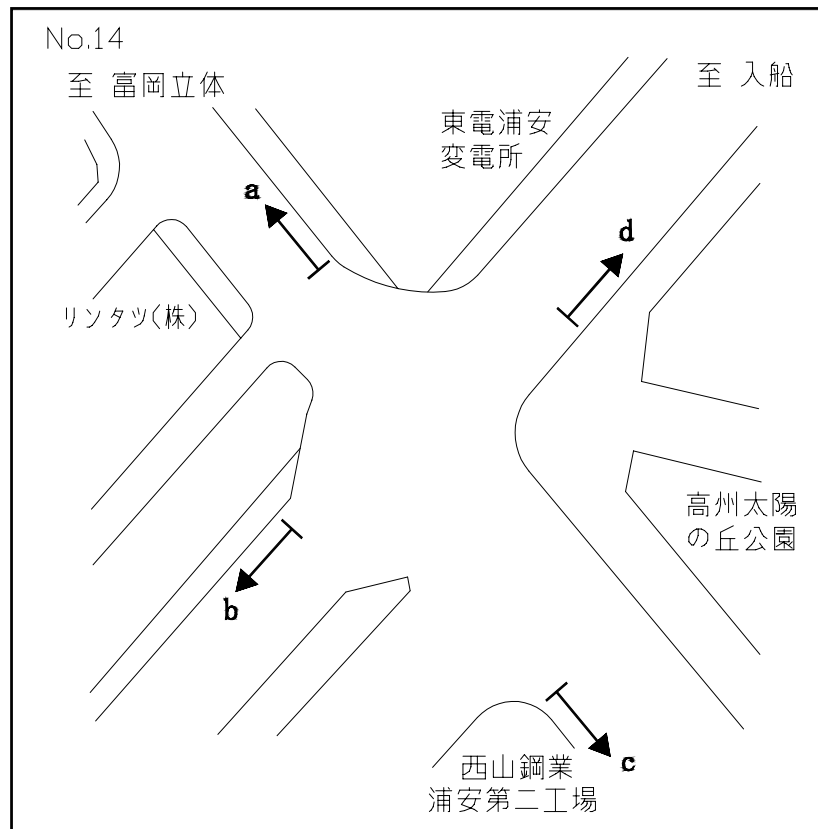 No.14
至 富岡立体
至 入船
東電浦安
変電所
a
d
リンタツ(株)
高州太陽
の丘公園
b
西山鋼業
浦安第二工場
c